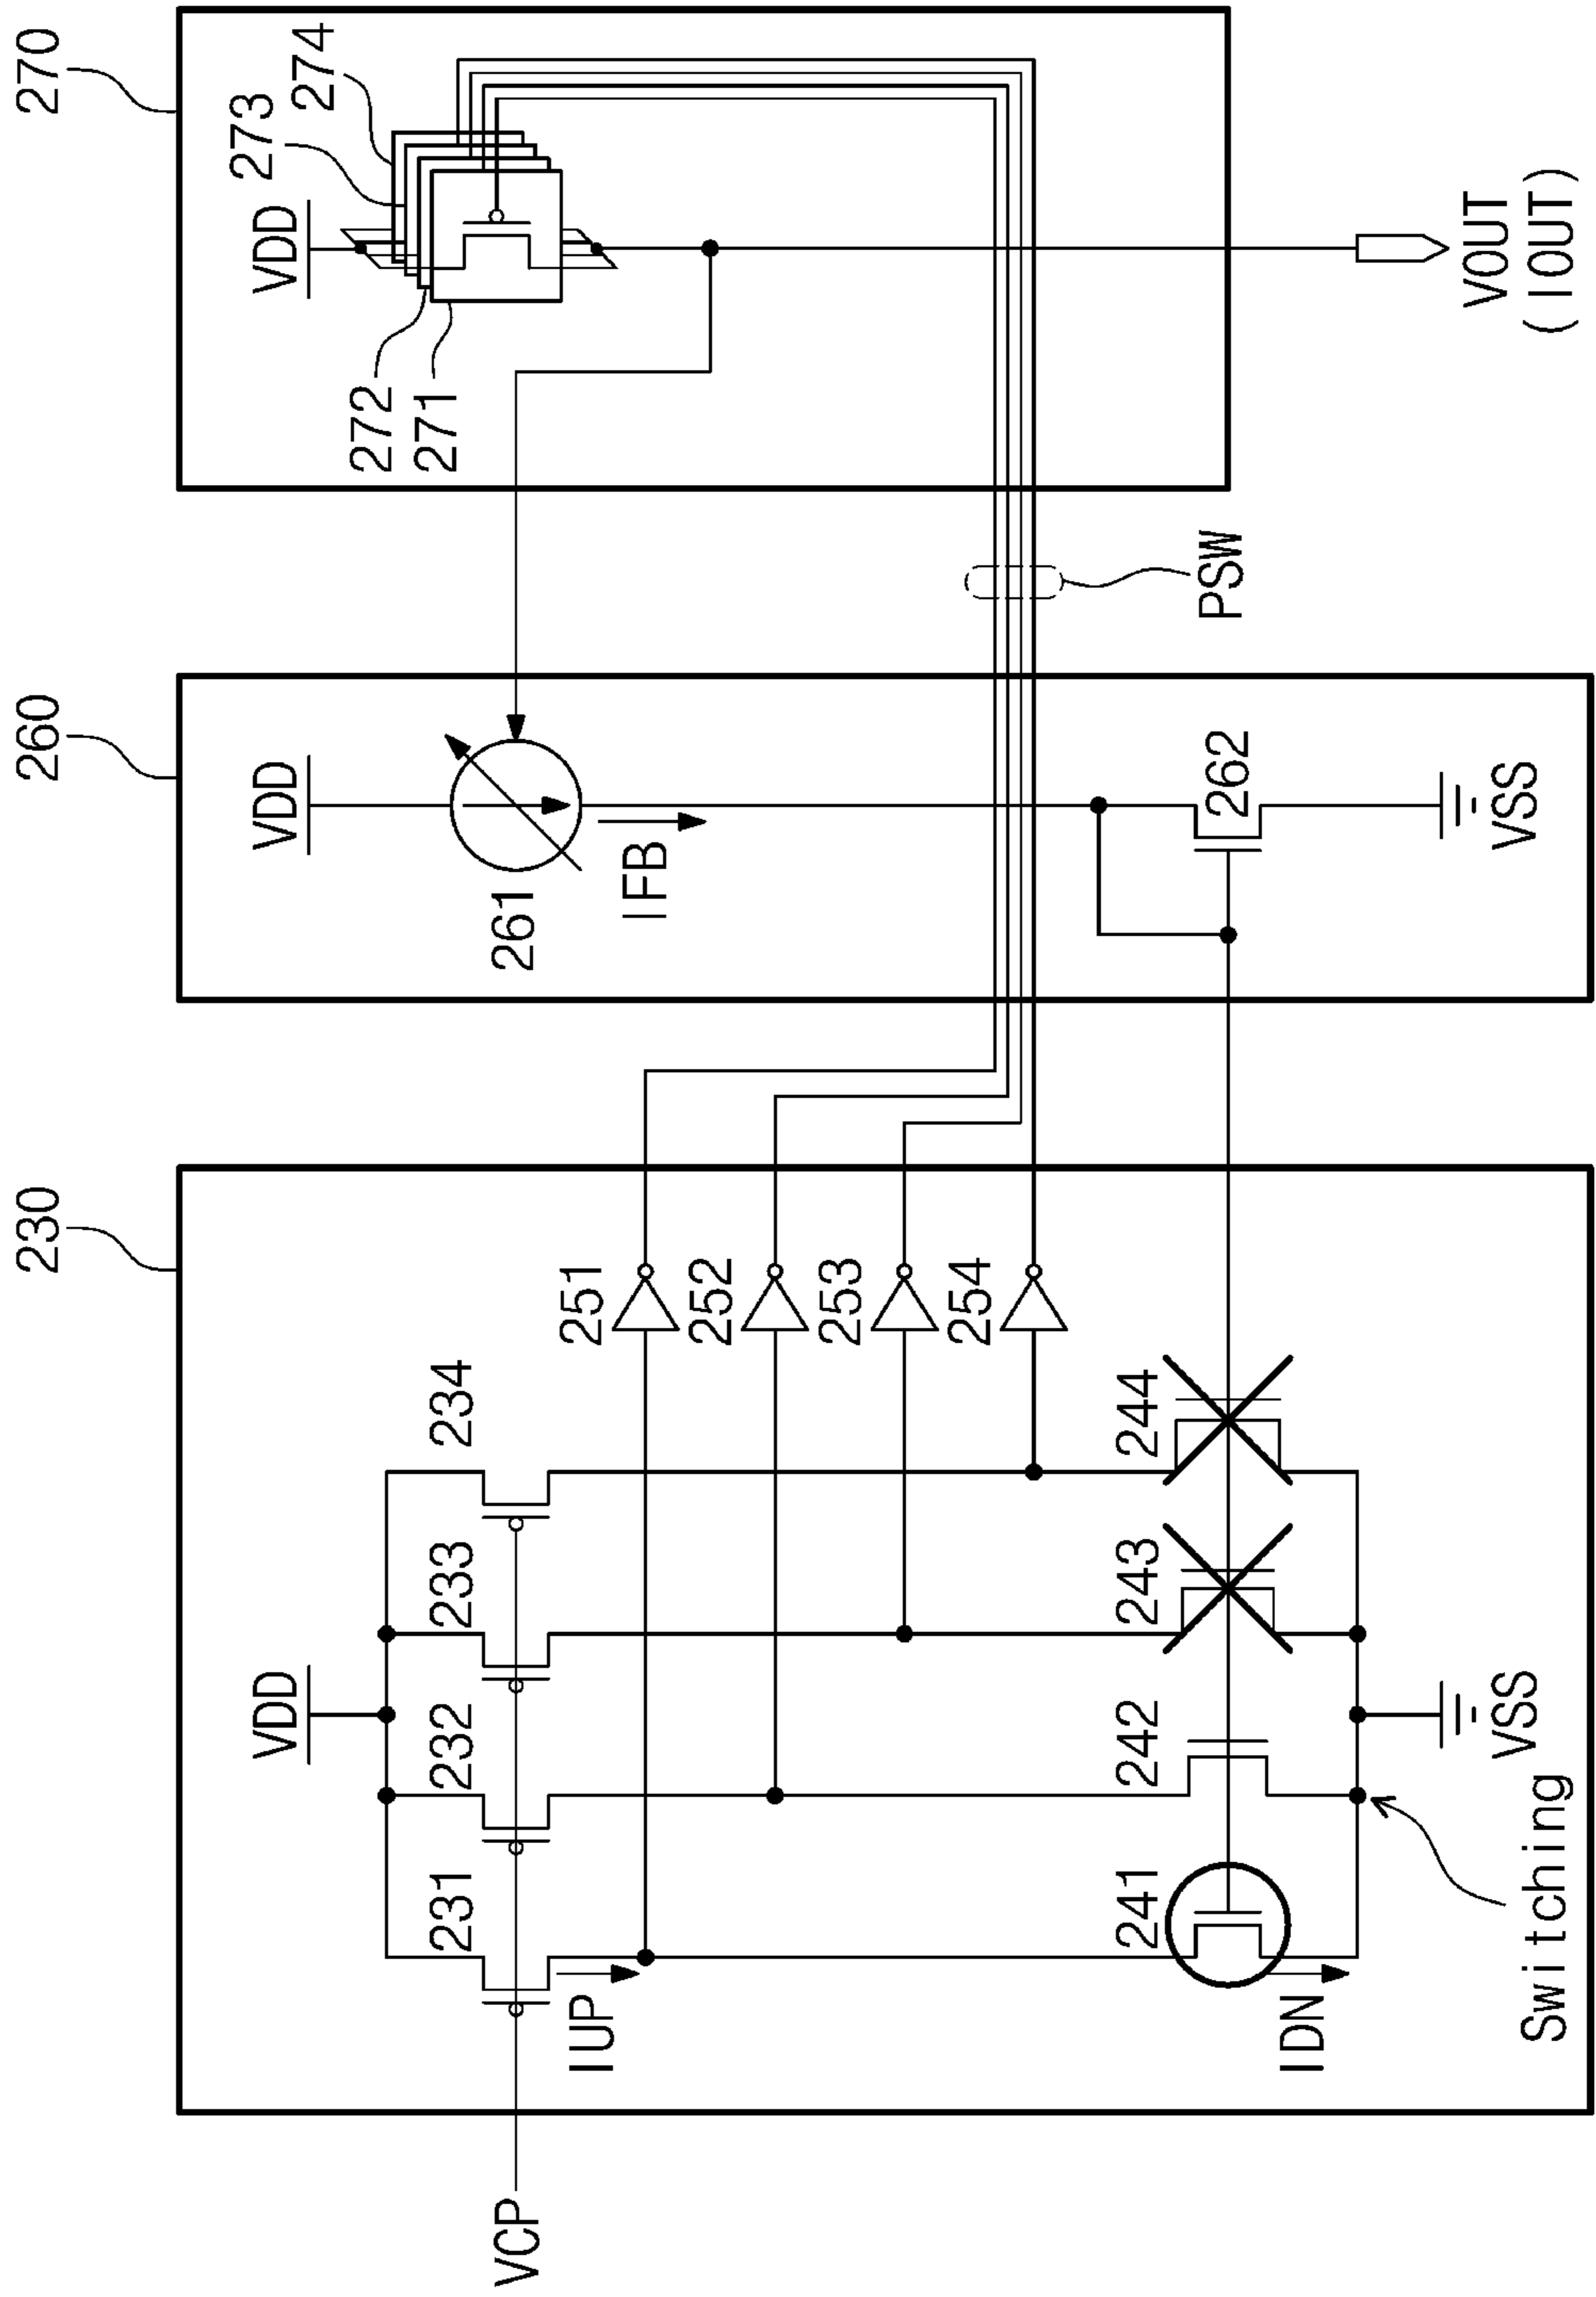 230
260
270
VDD
VDD
VDD
231
232
233
234
251
252
253
254
VCP
IUP
241
242
243
244
IDN
Switching
VSS
261
IFB
262
VSS
PSW
272
271
273
274
VOUT
(IOUT)